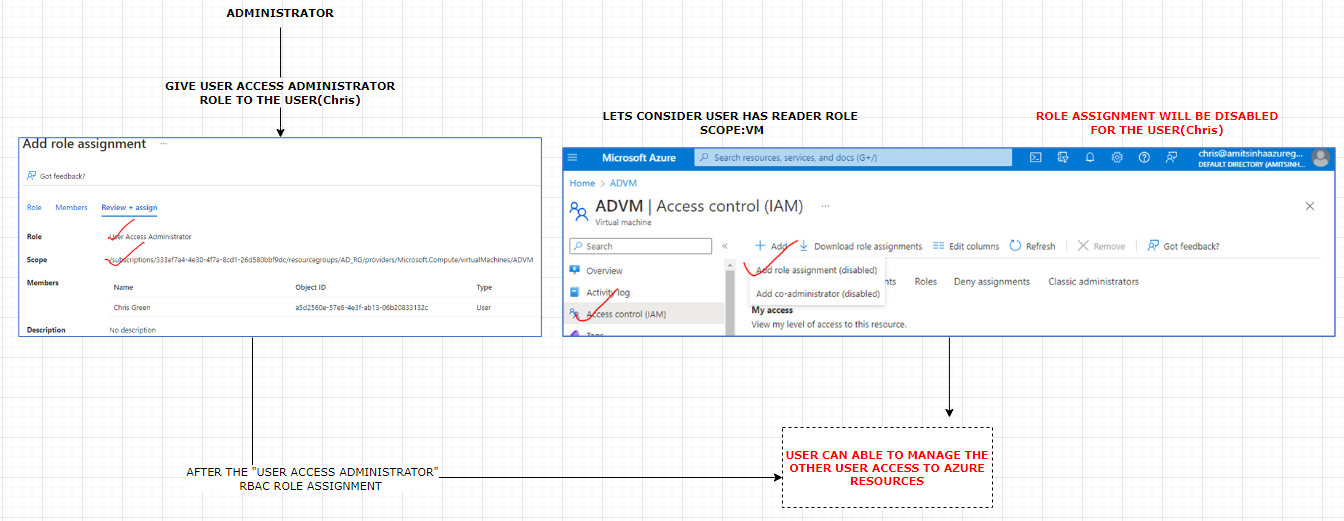 ADMINISTRATOR
GIVE USER ACCESS ADMINISTRATOR
ROLE TO THE USER(Chris)
Add role assignment
...
Got feedback?
Role Members Review + assign
Role User Access Administrator
Scope /subscriptions/333ef7a4-4e30-4f7a-8cd1-26d580bbf9dc/resourcegroups/AD_RG/providers/Microsoft.Compute/virtualMachines/ADVM
Members Name Object ID Type
Chris Green a5d2560e-57e6-4e3f-ab13-06b20833132c User
Description No description
LETS CONSIDER USER HAS READER ROLE
SCOPE:VM
ROLE ASSIGNMENT WILL BE DISABLED
FOR THE USER(Chris)
Microsoft Azure
Search resources, services, and docs (G+/)
chris@amitsinhaazureg...
DEFAULT DIRECTORY (AMITSINH...
Home > ADVM
ADVM | Access control (IAM) ...
Virtual machine
Search
«
Add Download role assignments Edit columns Refresh Remove Got feedback?
Overview
Activity log
Access control (IAM)
Tags
Add role assignment (disabled)
Add co-administrator (disabled)
Roles Deny assignments Classic administrators
My access
View my level of access to this resource.
AFTER THE "USER ACCESS ADMINISTRATOR"
RBAC ROLE ASSIGNMENT
USER CAN ABLE TO MANAGE THE
OTHER USER ACCESS TO AZURE
RESOURCES